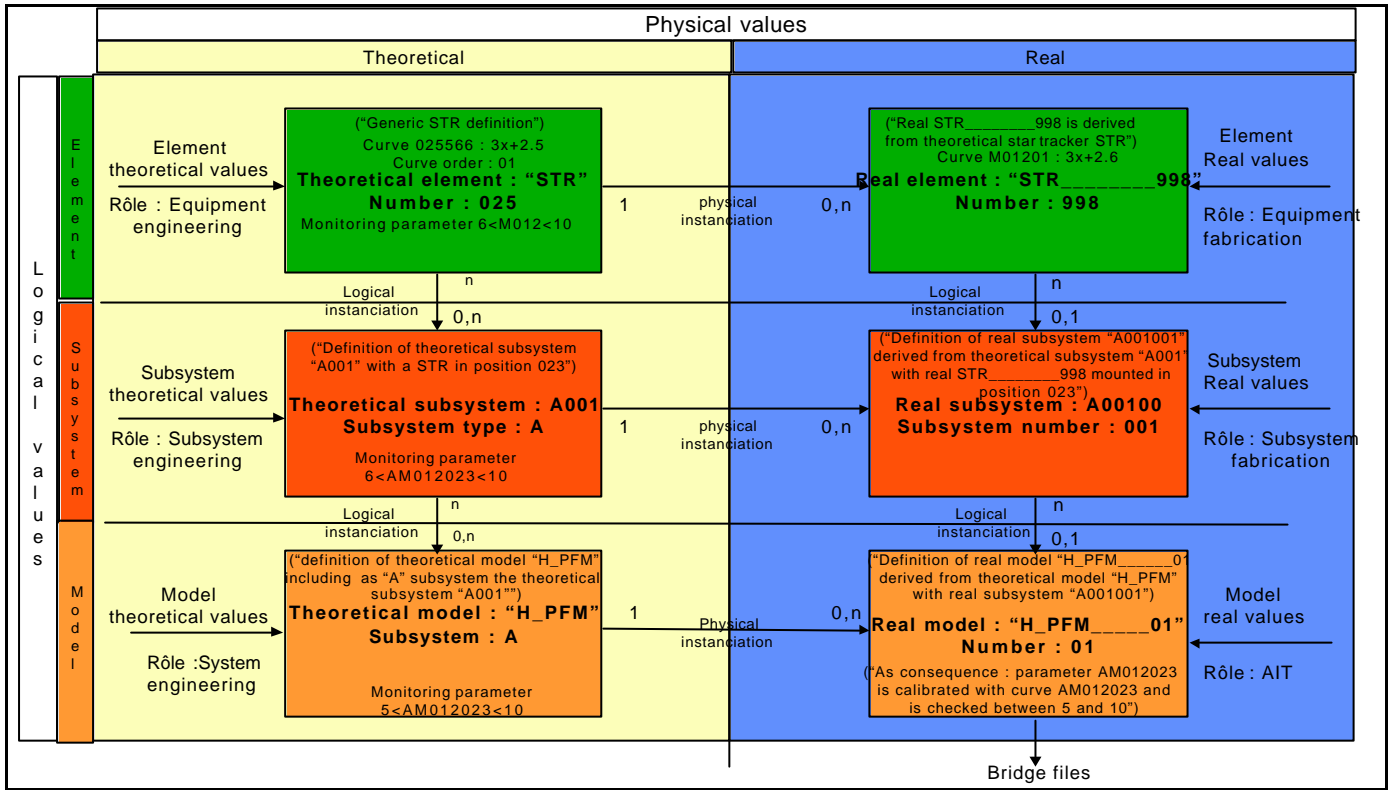 Physical values
Theoretical
Real
Logical values
Element
Element
theoretical values
Rôle : Equipment
engineering
(“Generic STR definition”)
Curve 025566 : 3x+2.5
Curve order : 01
Theoretical element : “STR”
Number : 025
Monitoring parameter 6<M012<10
1
physical
instanciation
0,n
(“Real STR________998 is derived
from theoretical star tracker STR”)
Curve M01201 : 3x+2.6
Real element : “STR________998”
Number : 998
Element
Real values
Rôle : Equipment
fabrication
n
Logical
instanciation
0,n
n
Logical
instanciation
0,1
Subsystem
Subsystem
theoretical values
Rôle : Subsystem
engineering
(“Definition of theoretical subsystem
“A001” with a STR in position 023”)
Theoretical subsystem : A001
Subsystem type : A
Monitoring parameter
6<AM012023<10
1
physical
instanciation
0,n
(“Definition of real subsystem “A001001”
derived from theoretical subsystem “A001”
with real STR________998 mounted in
position 023”)
Real subsystem : A00100
Subsystem number : 001
Subsystem
Real values
Rôle : Subsystem
fabrication
n
Logical
instanciation
0,n
n
Logical
instanciation
0,1
Model
Model
theoretical values
Rôle :System
engineering
(“definition of theoretical model “H_PFM”
including as “A” subsystem the theoretical
subsystem “A001””)
Theoretical model : “H_PFM”
Subsystem : A
Monitoring parameter
5<AM012023<10
1
Physical
instanciation
0,n
(“Definition of real model “H_PFM______01
derived from theoretical model “H_PFM”
with real subsystem “A001001”)
Real model : “H_PFM_____01”
Number : 01
(“As consequence : parameter AM012023
is calibrated with curve AM012023 and
is checked between 5 and 10”)
Model
real values
Rôle : AIT
Bridge files